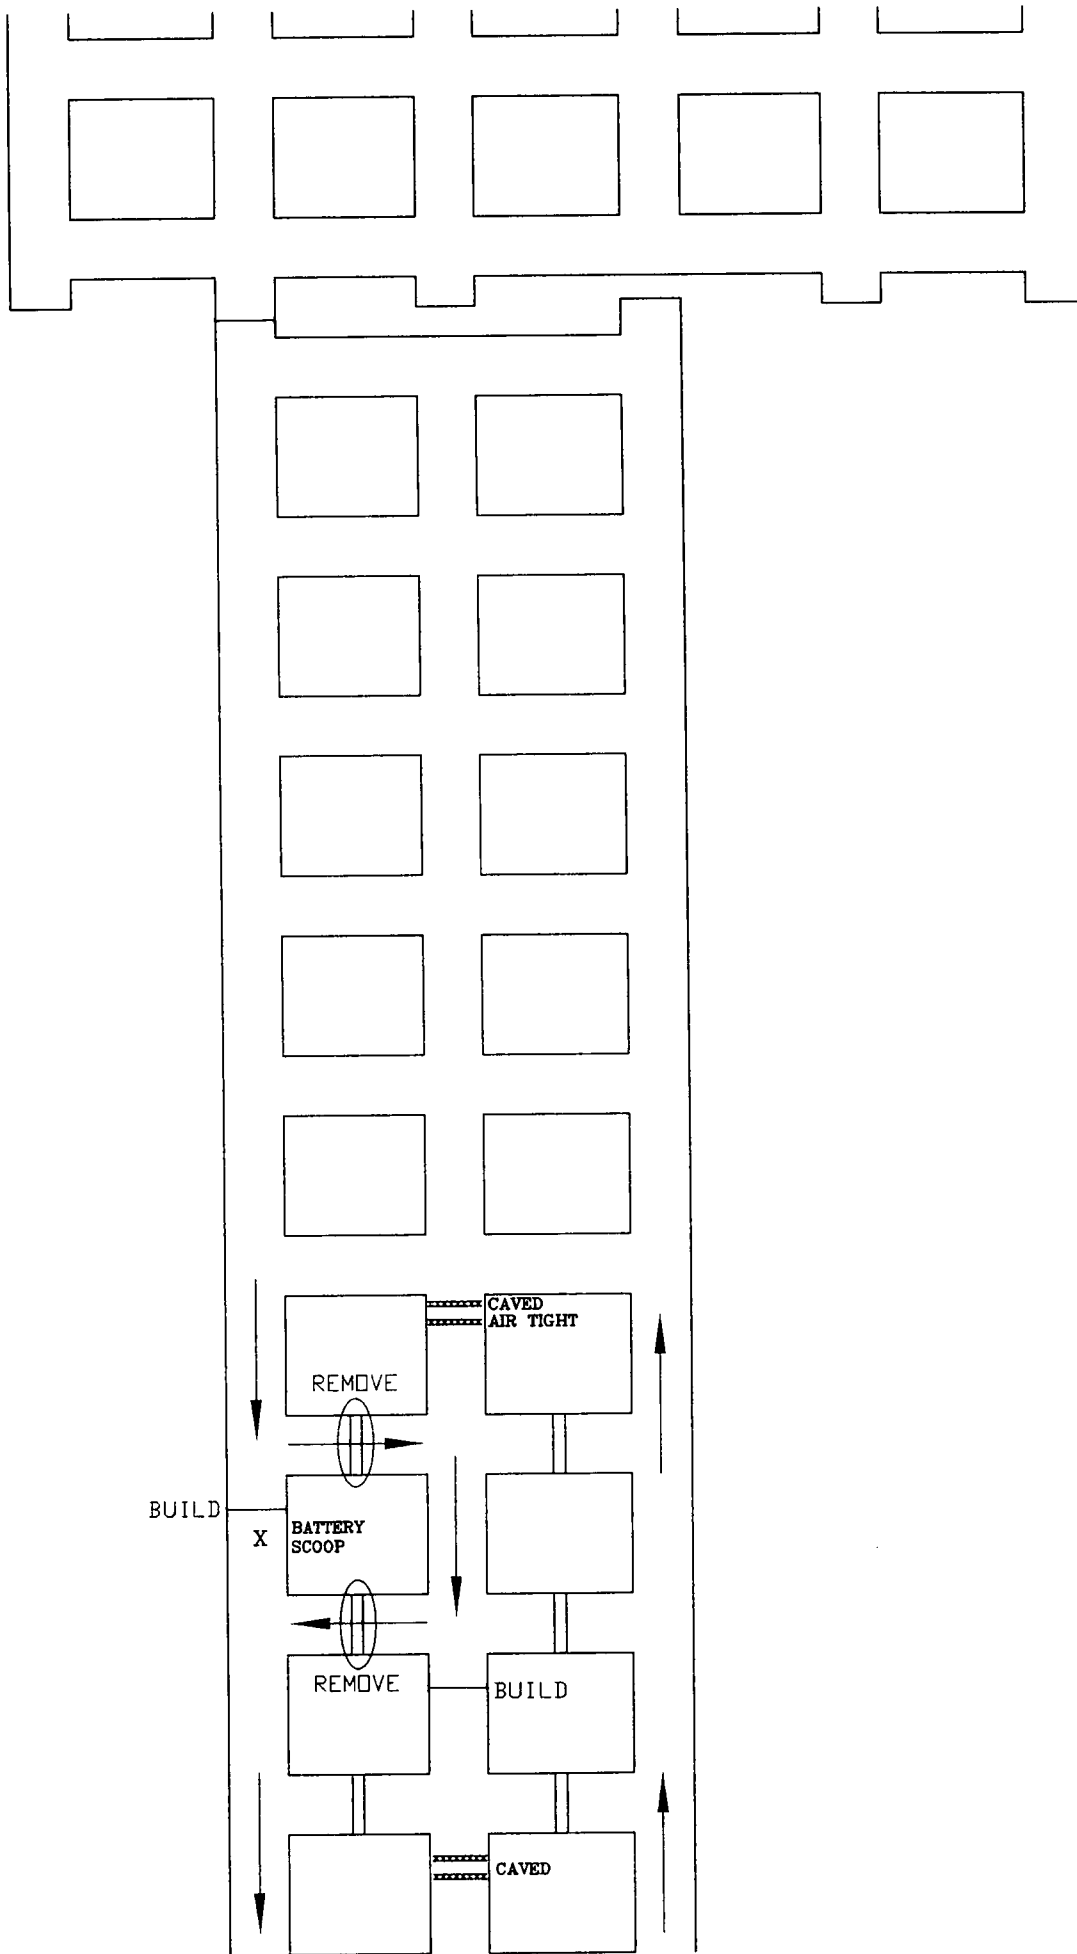 CAVED
AIR TIGHT
REMOVE
BUILD
X
BATTERY
SCOOP
REMOVE
BUILD
CAVED